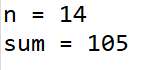 n = 14
sum = 105